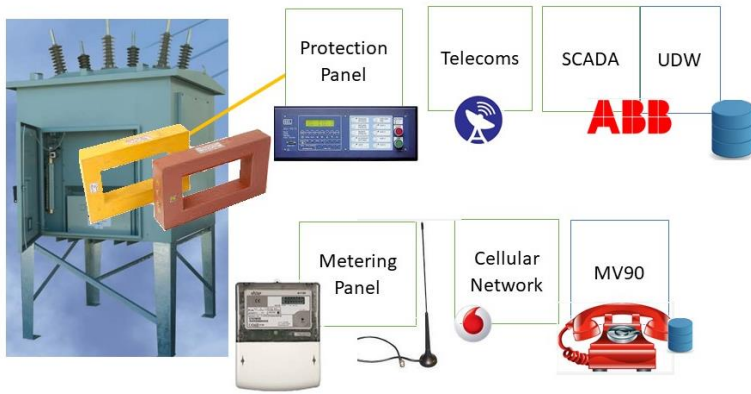 Protection
Panel
Telecoms
SCADA
UDW
ABB
Metering
Panel
Cellular
Network
MV90